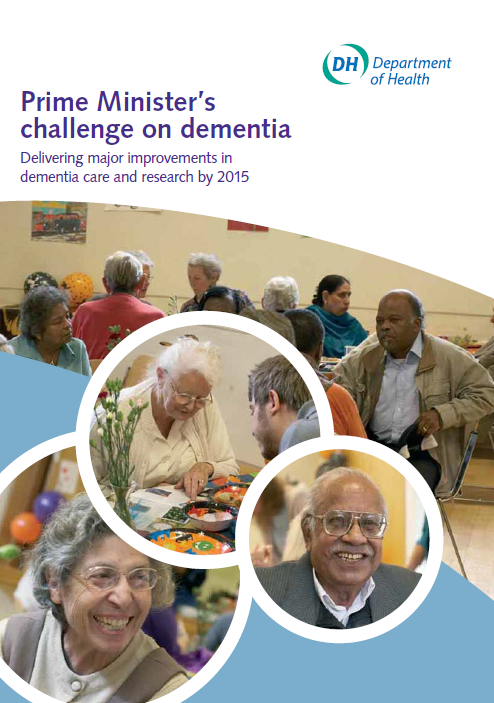 DH Department
of Health
Prime Minister's
challenge on dementia
Delivering major improvements in
dementia care and research by 2015